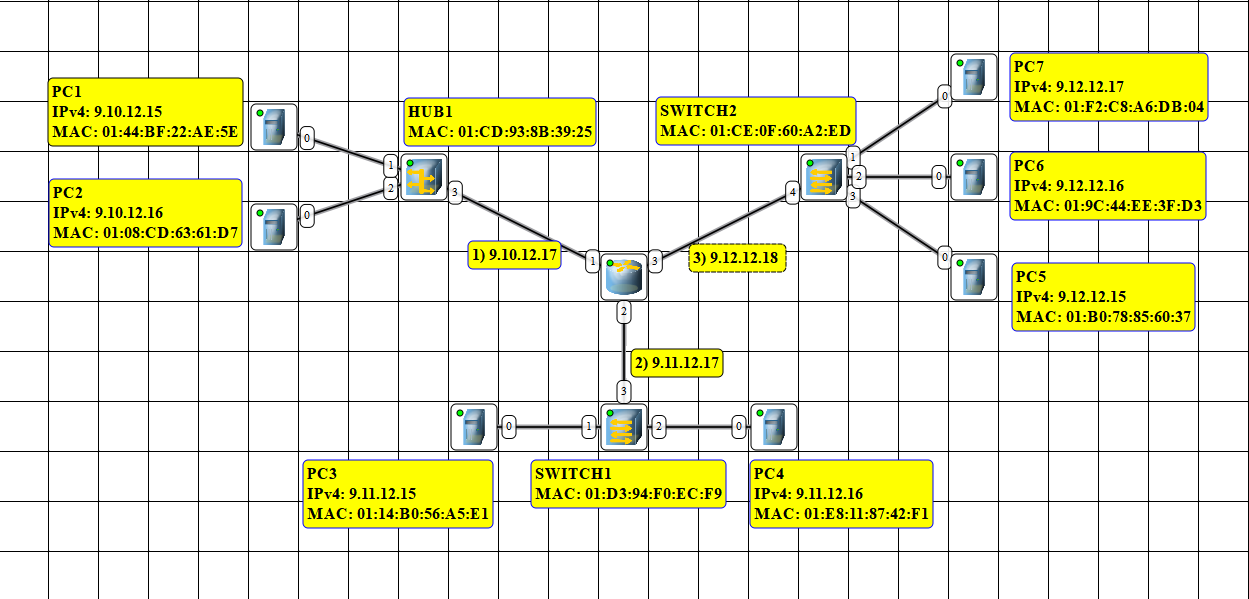 PC1
IPv4: 9.10.12.15
MAC: 01:44:BF:22:AE:5E
0
PC2
IPv4: 9.10.12.16
MAC: 01:08:CD:63:61:D7
0
HUB1
MAC: 01:CD:93:8B:39:25
1
2
3
SWITCH2
MAC: 01:CE:0F:60:A2:ED
1
2
3
4
PC7
IPv4: 9.12.12.17
MAC: 01:F2:C8:A6:DB:04
0
PC6
IPv4: 9.12.12.16
MAC: 01:9C:44:EE:3F:D3
0
PC5
IPv4: 9.12.12.15
MAC: 01:B0:78:85:60:37
0
1) 9.10.12.17
1
3
3) 9.12.12.18
2
2) 9.11.12.17
3
0
1
2
0
PC3
IPv4: 9.11.12.15
MAC: 01:14:B0:56:A5:E1
SWITCH1
MAC: 01:D3:94:F0:EC:F9
PC4
IPv4: 9.11.12.16
MAC: 01:E8:11:87:42:F1